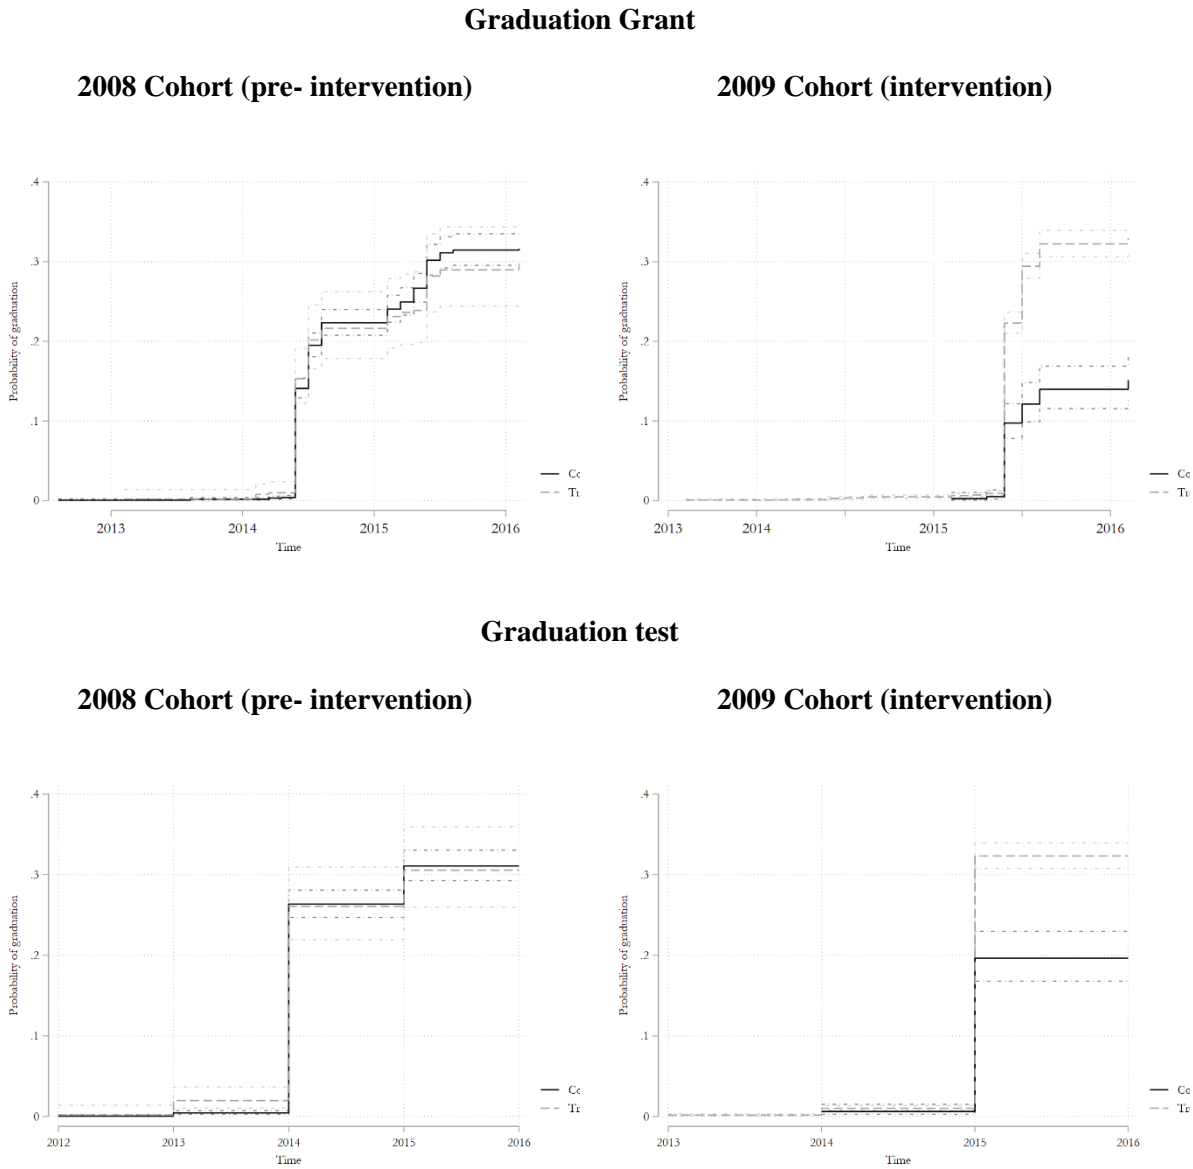 Graduation Grant
2008 Cohort (pre- intervention)
2009 Cohort (intervention)
.4
.3
.2
.1
0
Probability of graduation
2013
2014
2015
2016
Time
Co
Tr
.4
.3
.2
.1
0
Probability of graduation
2013
2014
2015
2016
Time
Co
Tr
Graduation test
2008 Cohort (pre- intervention)
2009 Cohort (intervention)
.4
.3
.2
.1
0
Probability of graduation
2012
2013
2014
2015
2016
Time
Co
Tr
.4
.3
.2
.1
0
Probability of graduation
2013
2014
2015
2016
Time
Co
Tr